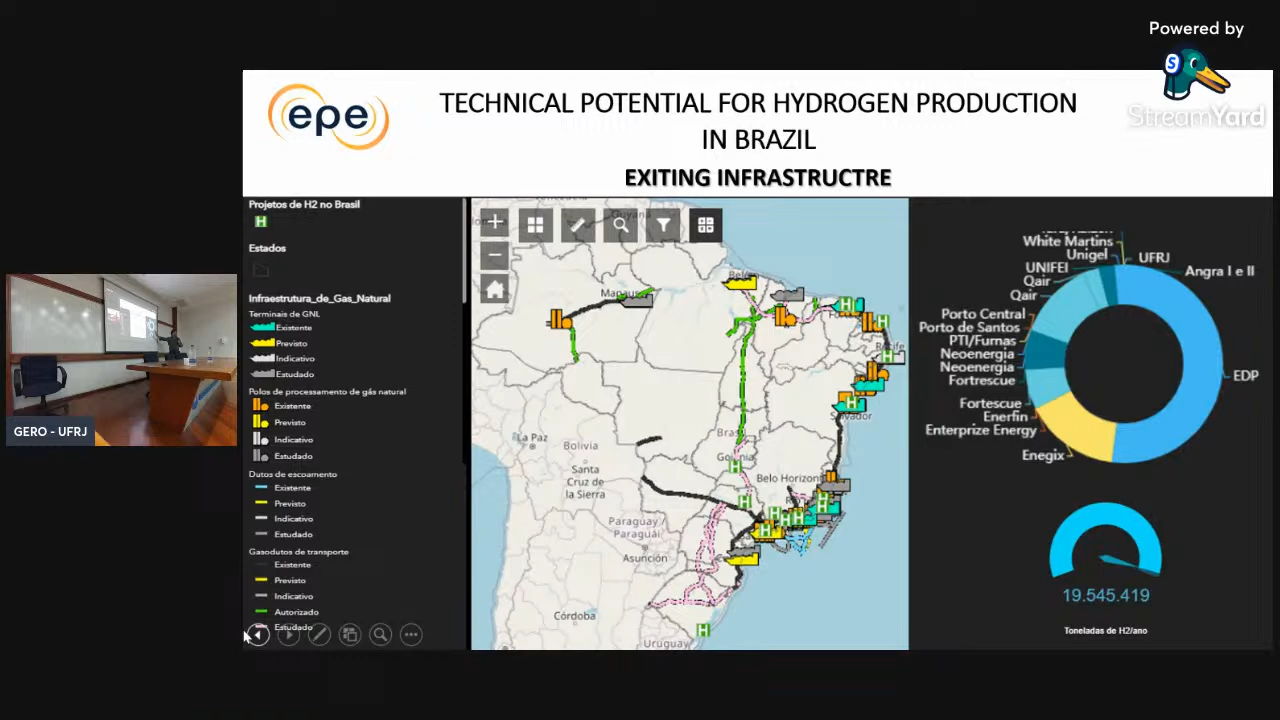 Powered by
StreamYard
epe
TECHNICAL POTENTIAL FOR HYDROGEN PRODUCTION
IN BRAZIL
EXITING INFRASTRUCTRE
Projetos de H2 no Brasil
H
Estados
Infraestrutura_de_Gas_Natural
Terminais de GNL
Existente
Previsto
Indicativo
Estudado
Polos de processamento de gás natural
Existente
Previsto
Indicativo
Estudado
Dutos de escoamento
Existente
Previsto
Indicativo
Estudado
Gasodutos de transporte
Existente
Previsto
Indicativo
Autorizado
Estudado
Guyana
Belém
Manaus
Recife
La Paz
Bolivia
Santa
Cruz de
la Sierra
Goiânia
Belo Horizont
Paraguay /
Paraguái
Asunción
Córdoba
Uruguay
White Martins
Unigel
UFRJ
UNIFEI
Angra I e II
Qair
Qair
Porto Central
Porto de Santos
PTI/Furnas
Neoenergia
Neoenergia
Fortrescue
EDP
Fortescue
Enerfin
Enterprize Energy
Enegix
19.545.419
Toneladas de H2/ano
GERO - UFRJ